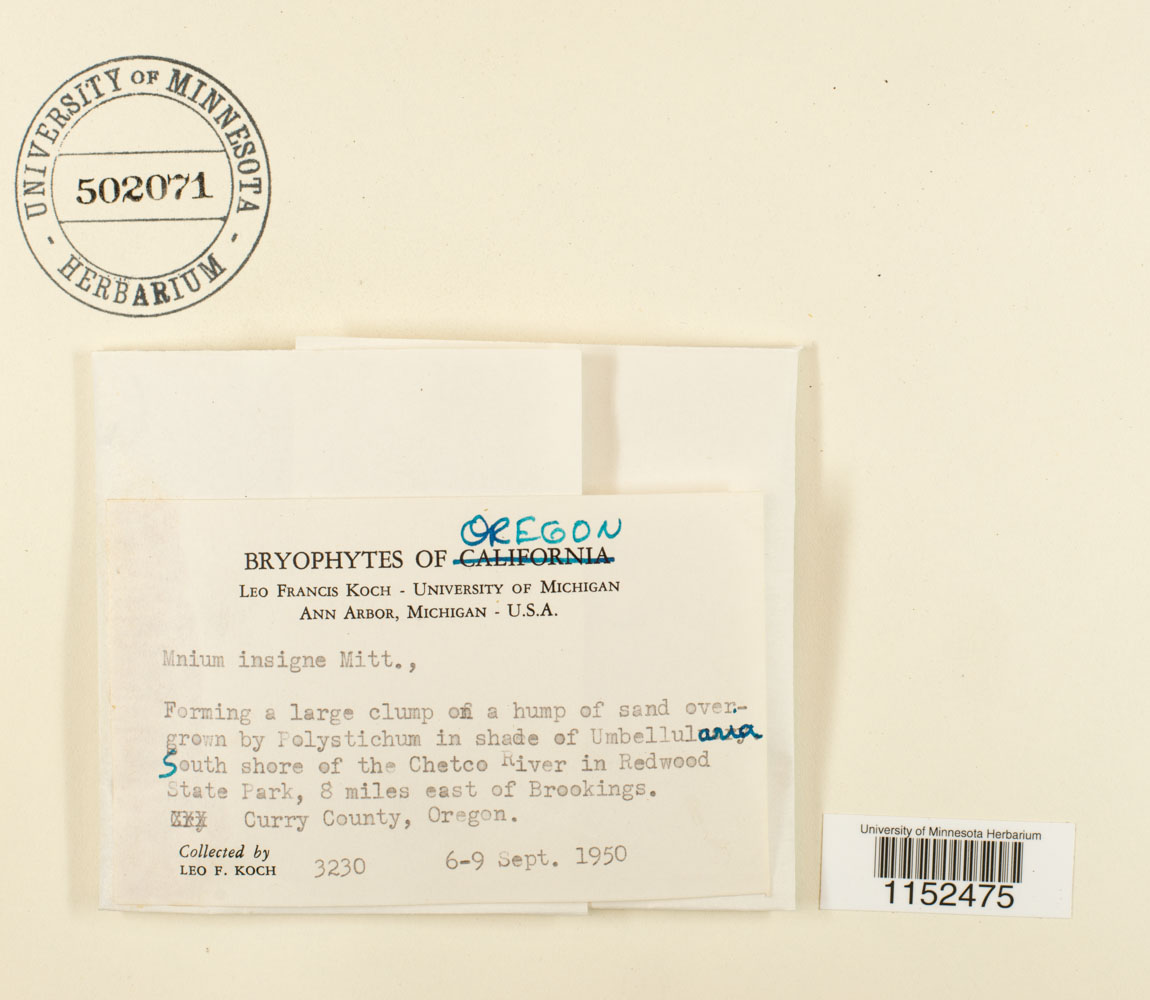 UNIVERSITY OF MINNESOTA
502071
- HERBARIUM -
OREGON
BRYOPHYTES OF CALIFORNIA
LEO FRANCIS KOCH - UNIVERSITY OF MICHIGAN
ANN ARBOR, MICHIGAN - U.S.A.
Mnium insigne Mitt.,
Forming a large clump on a hump of sand over-
grown by Polystichum in shade of Umbellularia
South shore of the Chetco River in Redwood
State Park, 8 miles east of Brookings.
Curry County, Oregon.
Collected by
LEO F. KOCH 3230 6-9 Sept. 1950
University of Minnesota Herbarium
1152475